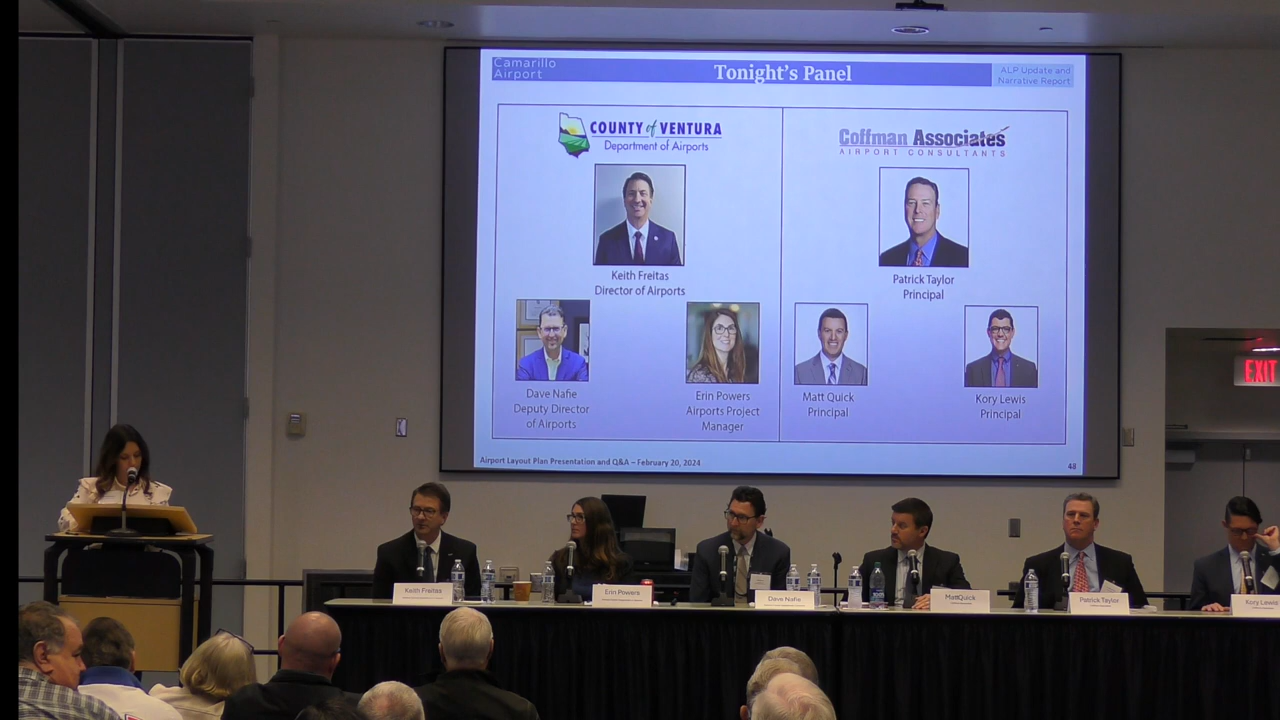 Camarillo
Airport
Tonight's Panel
ALP Update and
Narrative Report
COUNTY of VENTURA
Department of Airports
Coffman Associates
AIRPORT CONSULTANTS
Keith Freitas
Director of Airports
Patrick Taylor
Principal
Dave Nafie
Deputy Director
of Airports
Erin Powers
Airports Project
Manager
Matt Quick
Principal
Kory Lewis
Principal
Airport Layout Plan Presentation and Q&A – February 20, 2024
48
EXIT
Keith Freitas
Erin Powers
Dave Nafie
Matt Quick
Patrick Taylor
Kory Lewis